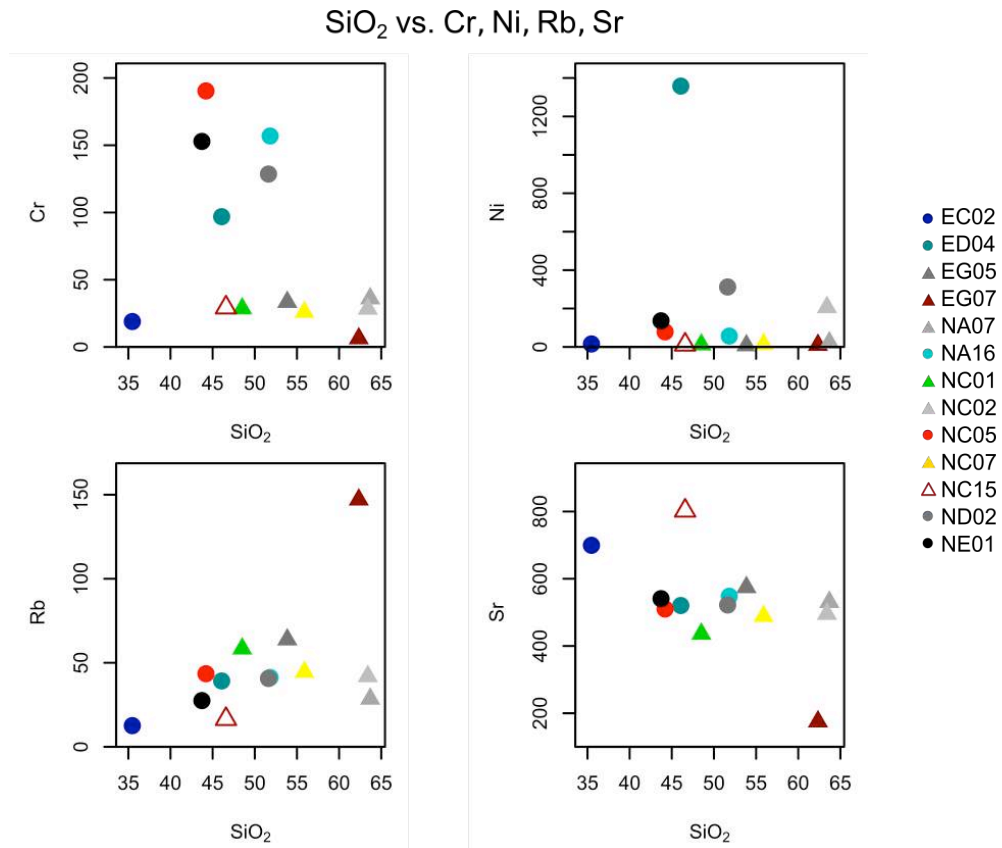 SiO₂ vs. Cr, Ni, Rb, Sr
200
150
100
50
0
Cr
35 40 45 50 55 60 65
SiO₂
1200
800
400
0
Ni
35 40 45 50 55 60 65
SiO₂
150
100
50
0
Rb
35 40 45 50 55 60 65
SiO₂
800
600
400
200
Sr
35 40 45 50 55 60 65
SiO₂
EC02
ED04
EG05
EG07
NA07
NA16
NC01
NC02
NC05
NC07
NC15
ND02
NE01